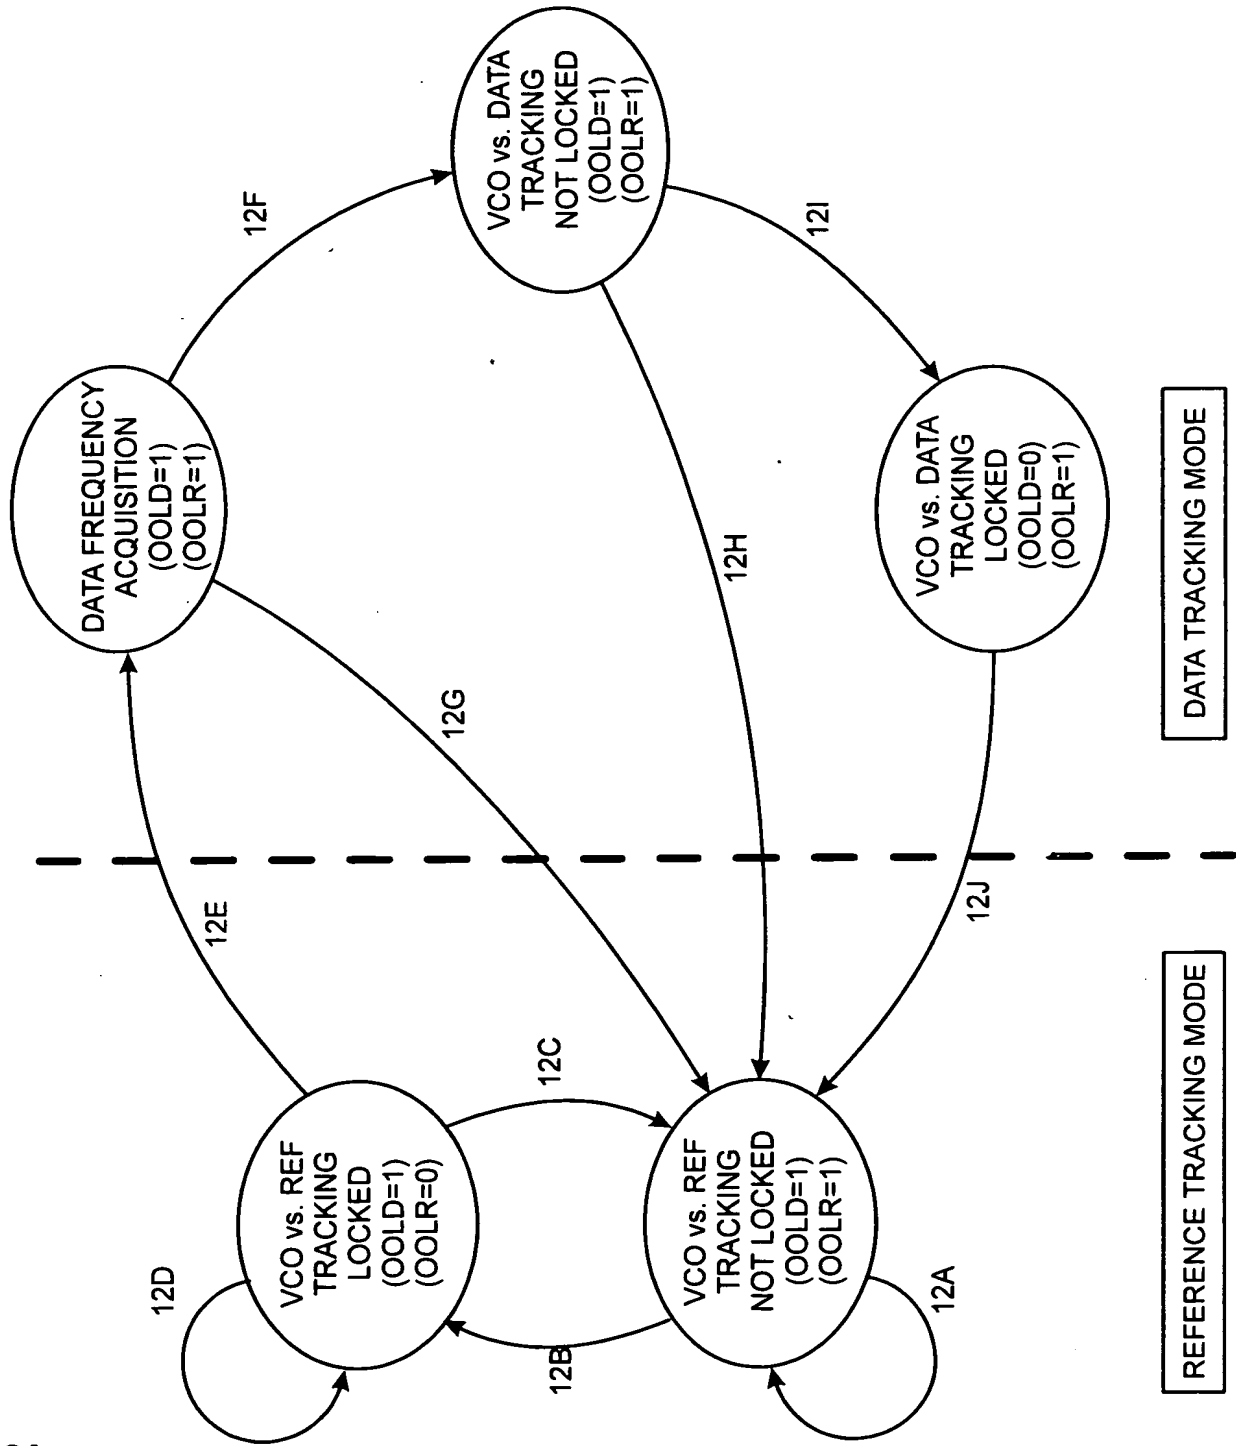 12D
VCO vs. REF
TRACKING
LOCKED
(OOLD=1)
(OOLR=0)
12E
DATA FREQUENCY
ACQUISITION
(OOLD=1)
(OOLR=1)
12F
VCO vs. DATA
TRACKING
NOT LOCKED
(OOLD=1)
(OOLR=1)
12B
12C
12G
12H
12I
VCO vs. REF
TRACKING
NOT LOCKED
(OOLD=1)
(OOLR=1)
12A
12J
VCO vs. DATA
TRACKING
LOCKED
(OOLD=0)
(OOLR=1)
REFERENCE TRACKING MODE
DATA TRACKING MODE